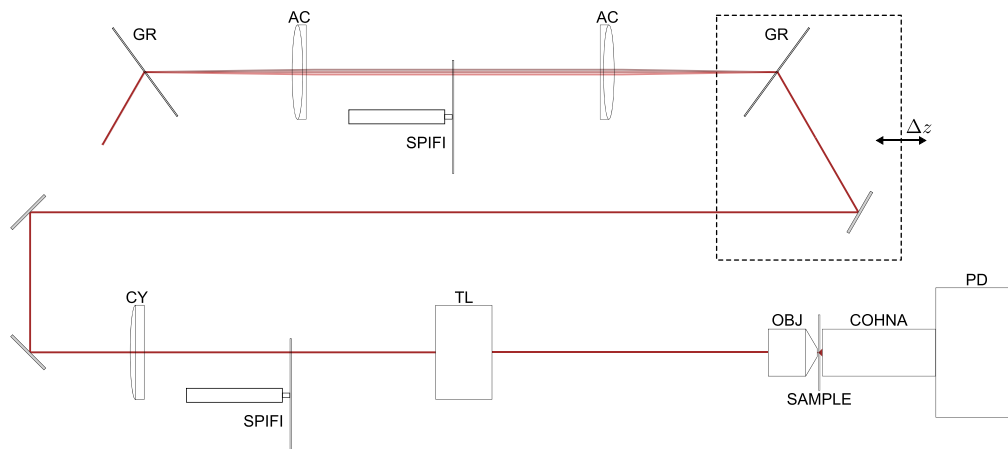 GR
AC
AC
GR
SPIFI
Δz
CY
TL
OBJ
COHNA
PD
SPIFI
SAMPLE